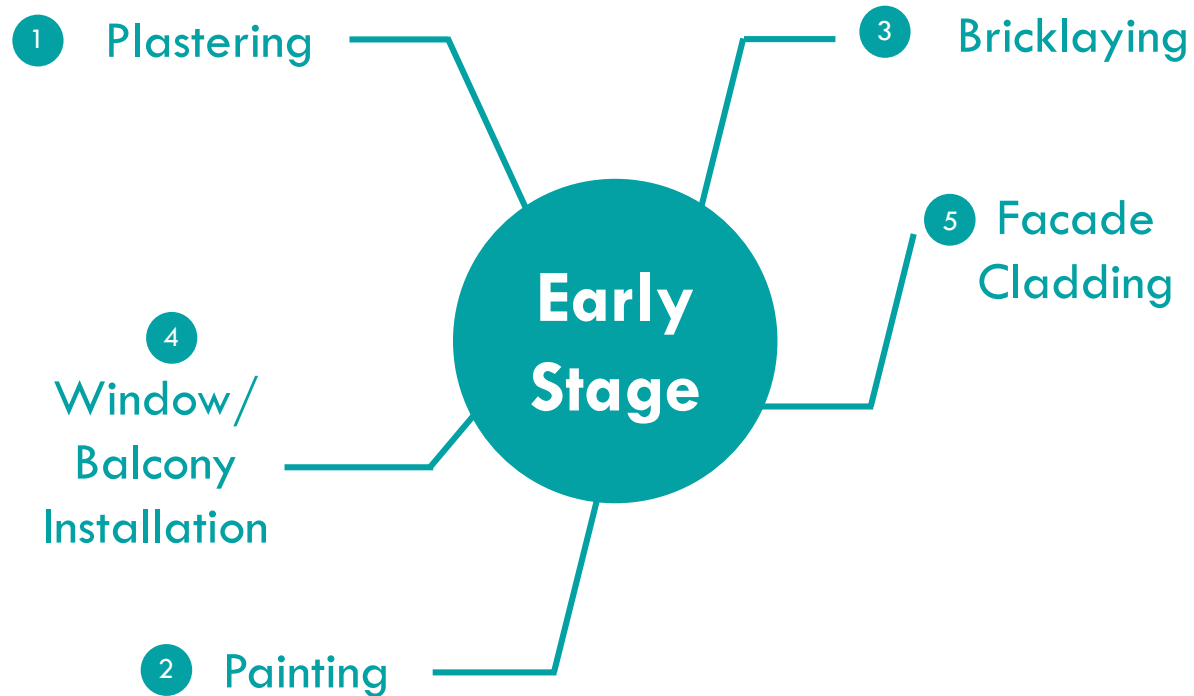 1 Plastering
3 Bricklaying
5 Facade
Cladding
Early
Stage
4
Window/
Balcony
Installation
2 Painting